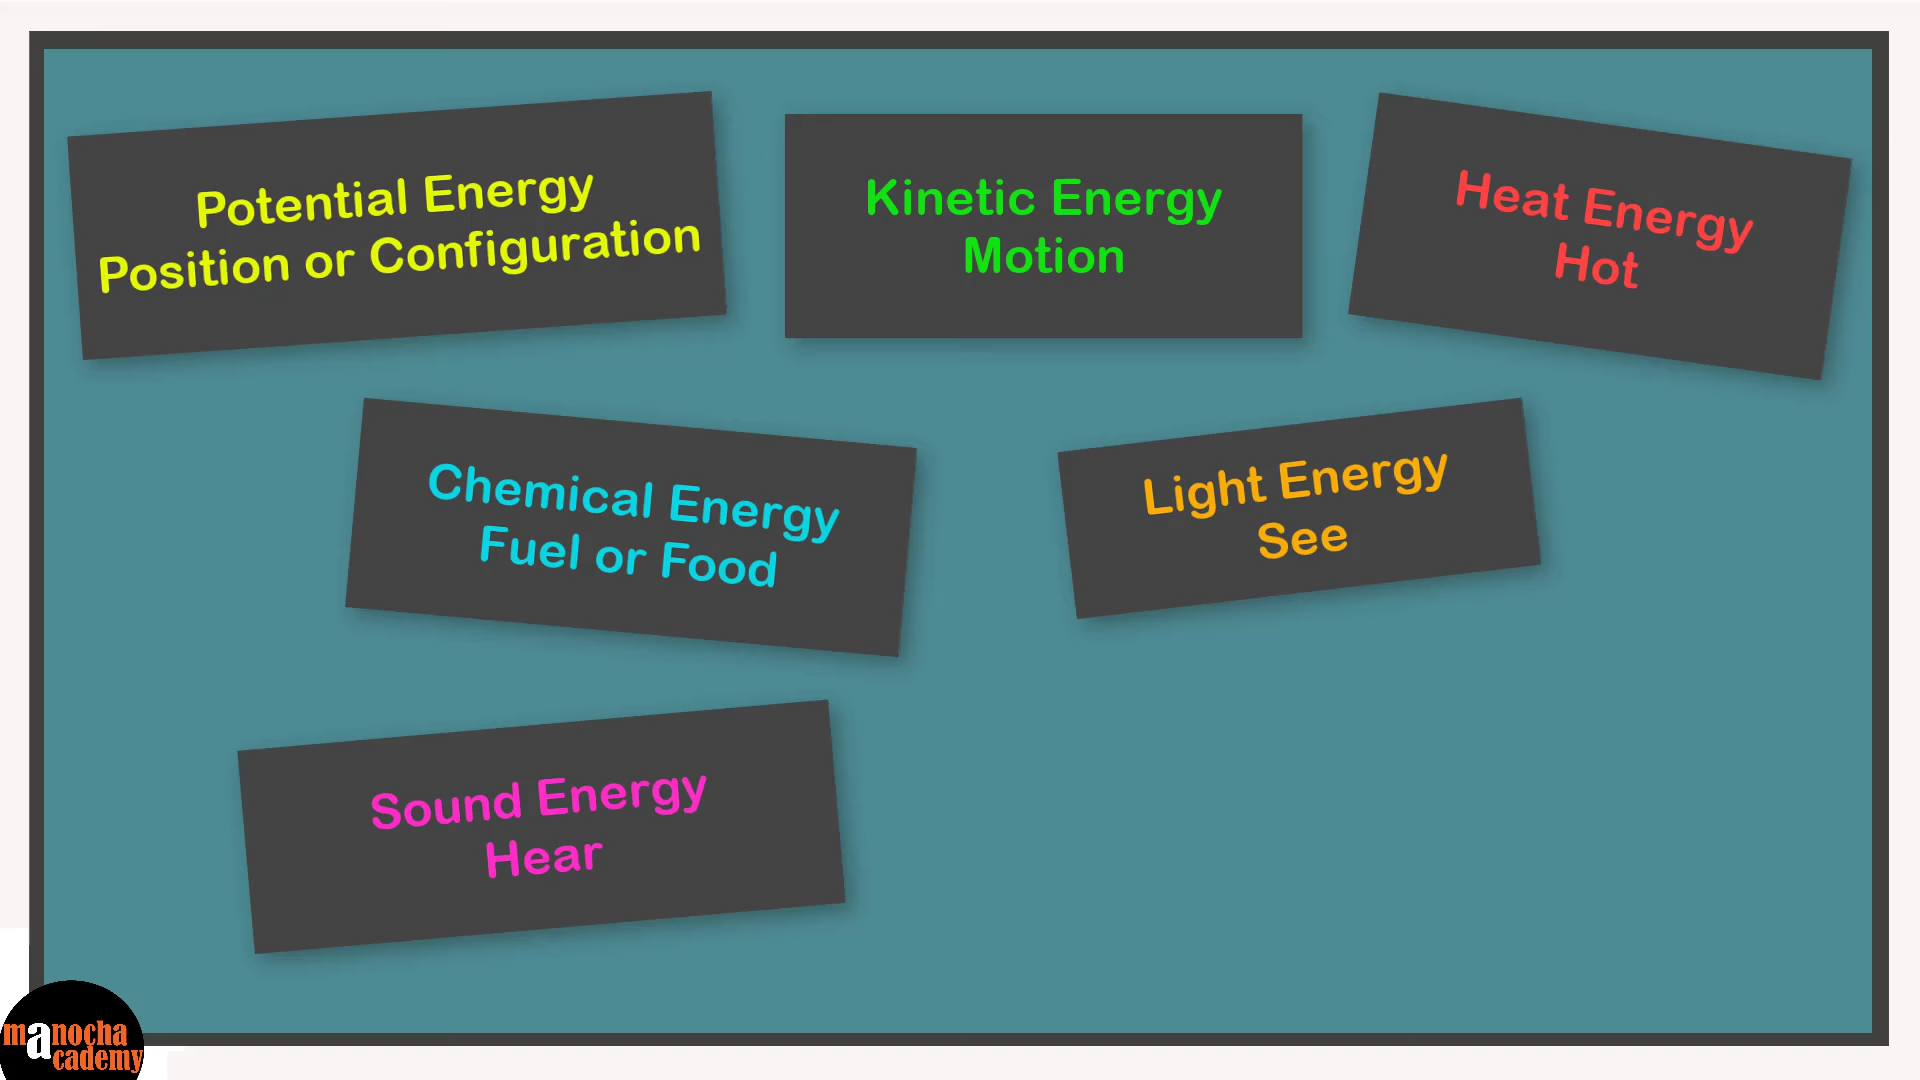 Potential Energy
Position or Configuration
Kinetic Energy
Motion
Heat Energy
Hot
Chemical Energy
Fuel or Food
Light Energy
See
Sound Energy
Hear
manocha
academy